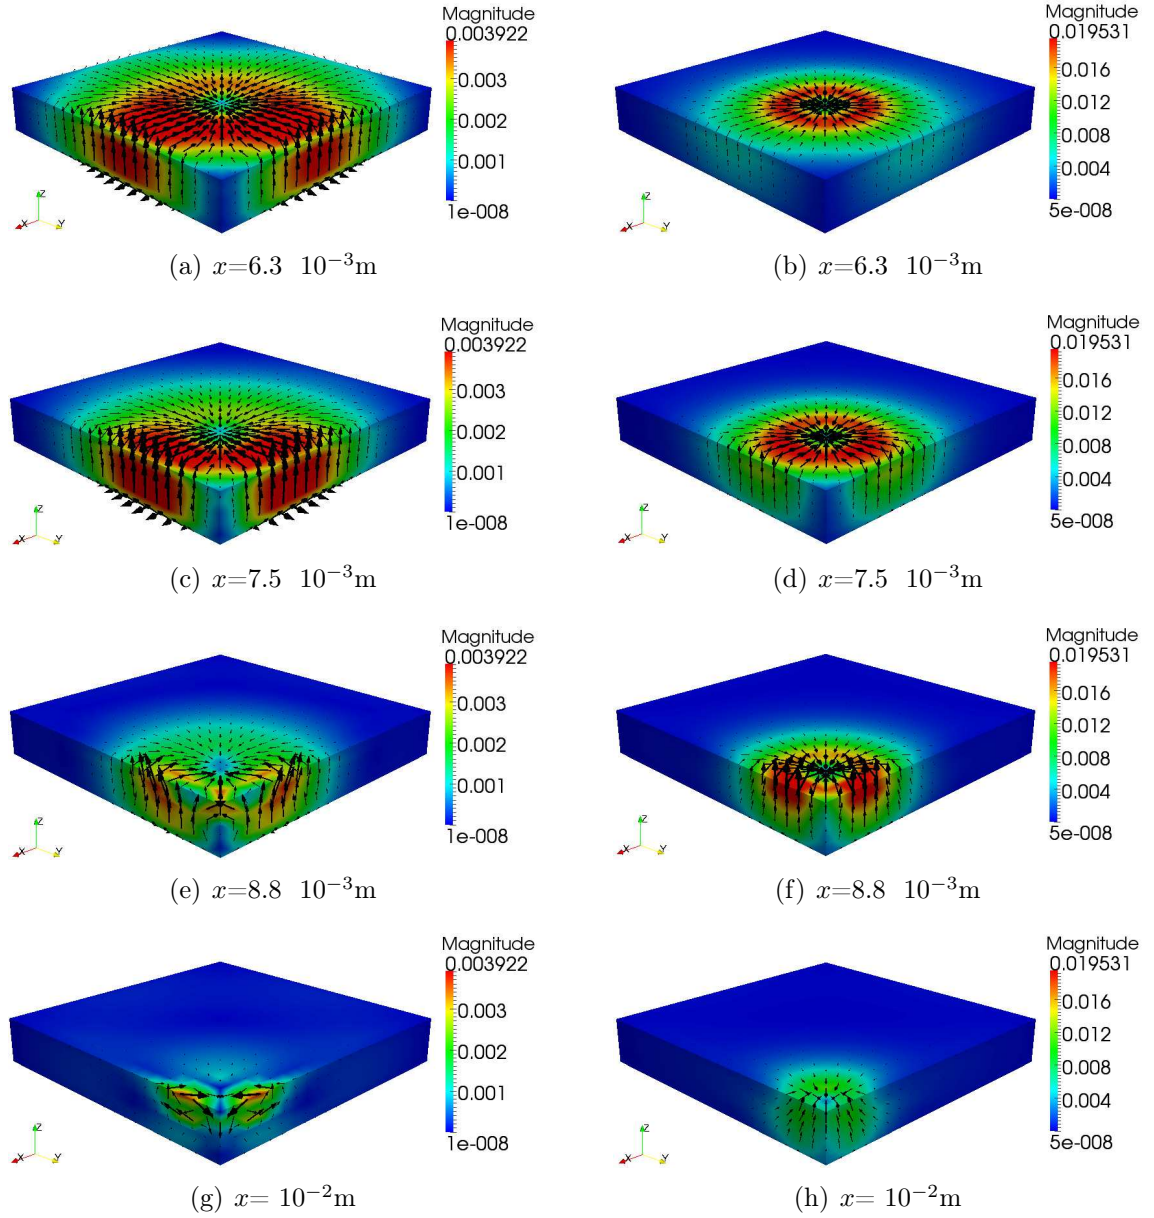 Magnitude
0.003922
0.003
0.002
0.001
1e-008
Z
X
Y
(a) x=6.3 10⁻³m
Magnitude
0.019531
0.016
0.012
0.008
0.004
5e-008
Z
X
Y
(b) x=6.3 10⁻³m
Magnitude
0.003922
0.003
0.002
0.001
1e-008
Z
X
Y
(c) x=7.5 10⁻³m
Magnitude
0.019531
0.016
0.012
0.008
0.004
5e-008
Z
X
Y
(d) x=7.5 10⁻³m
Magnitude
0.003922
0.003
0.002
0.001
1e-008
Z
X
Y
(e) x=8.8 10⁻³m
Magnitude
0.019531
0.016
0.012
0.008
0.004
5e-008
Z
X
Y
(f) x=8.8 10⁻³m
Magnitude
0.003922
0.003
0.002
0.001
1e-008
Z
X
Y
(g) x= 10⁻²m
Magnitude
0.019531
0.016
0.012
0.008
0.004
5e-008
Z
X
Y
(h) x= 10⁻²m